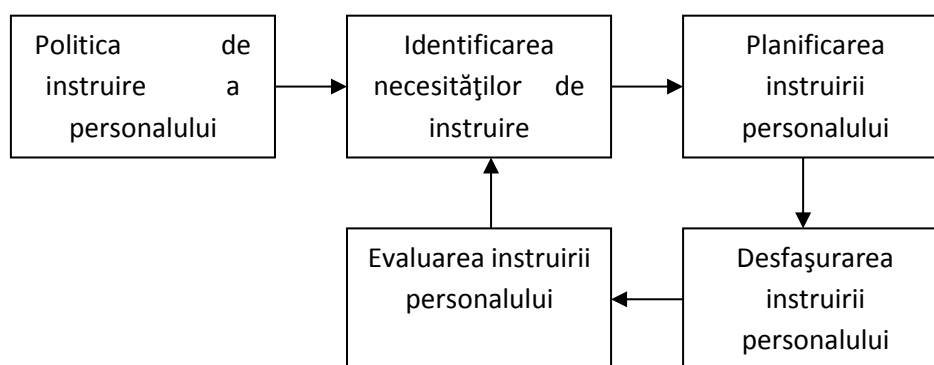 Politica de
instruire a
personalului
Identificarea
necesităţilor de
instruire
Planificarea
instruirii
personalului
Evaluarea instruirii
personalului
Desfaşurarea
instruirii
personalului